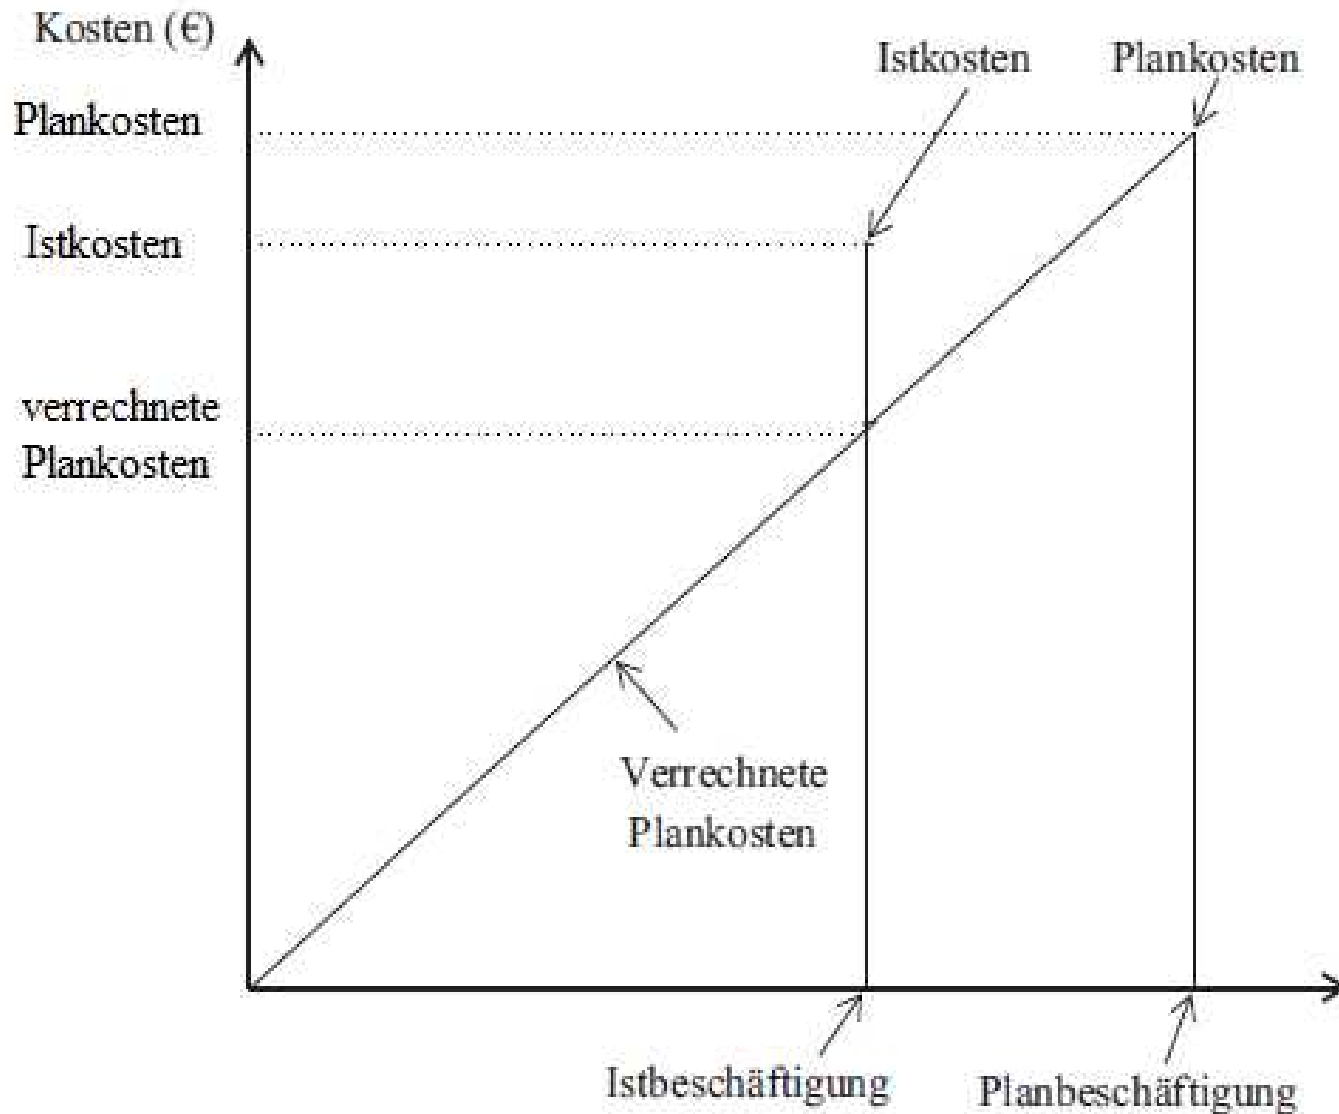 Kosten (€)
Istkosten
Plankosten
Plankosten
Istkosten
verrechnete
Plankosten
Verrechnete
Plankosten
Istbeschäftigung
Planbeschäftigung